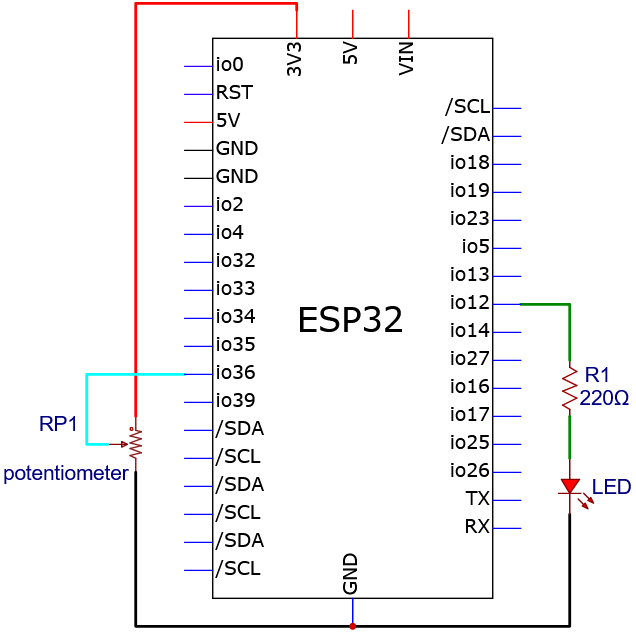 3V3
5V
VIN
io0
RST
5V
GND
GND
io2
io4
io32
io33
io34
io35
io36
io39
/SDA
/SCL
/SDA
/SCL
/SDA
/SCL
ESP32
/SCL
/SDA
io18
io19
io23
io5
io13
io12
io14
io27
io16
io17
io25
io26
TX
RX
GND
RP1
potentiometer
R1
220Ω
LED